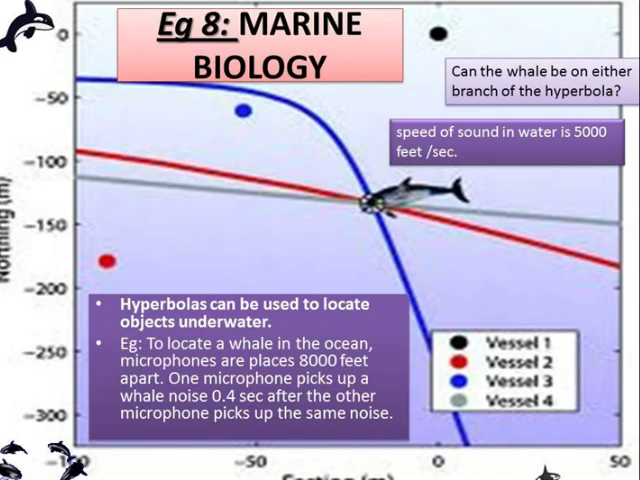 Eg 8: MARINE
BIOLOGY
Can the whale be on either
branch of the hyperbola?
speed of sound in water is 5000
feet /sec.
0
−50
−100
−150
−200
−250
−300
Northing (m)
• Hyperbolas can be used to locate
objects underwater.
• Eg: To locate a whale in the ocean,
microphones are places 8000 feet
apart. One microphone picks up a
whale noise 0.4 sec after the other
microphone picks up the same noise.
Vessel 1
Vessel 2
Vessel 3
Vessel 4
−50
0
50